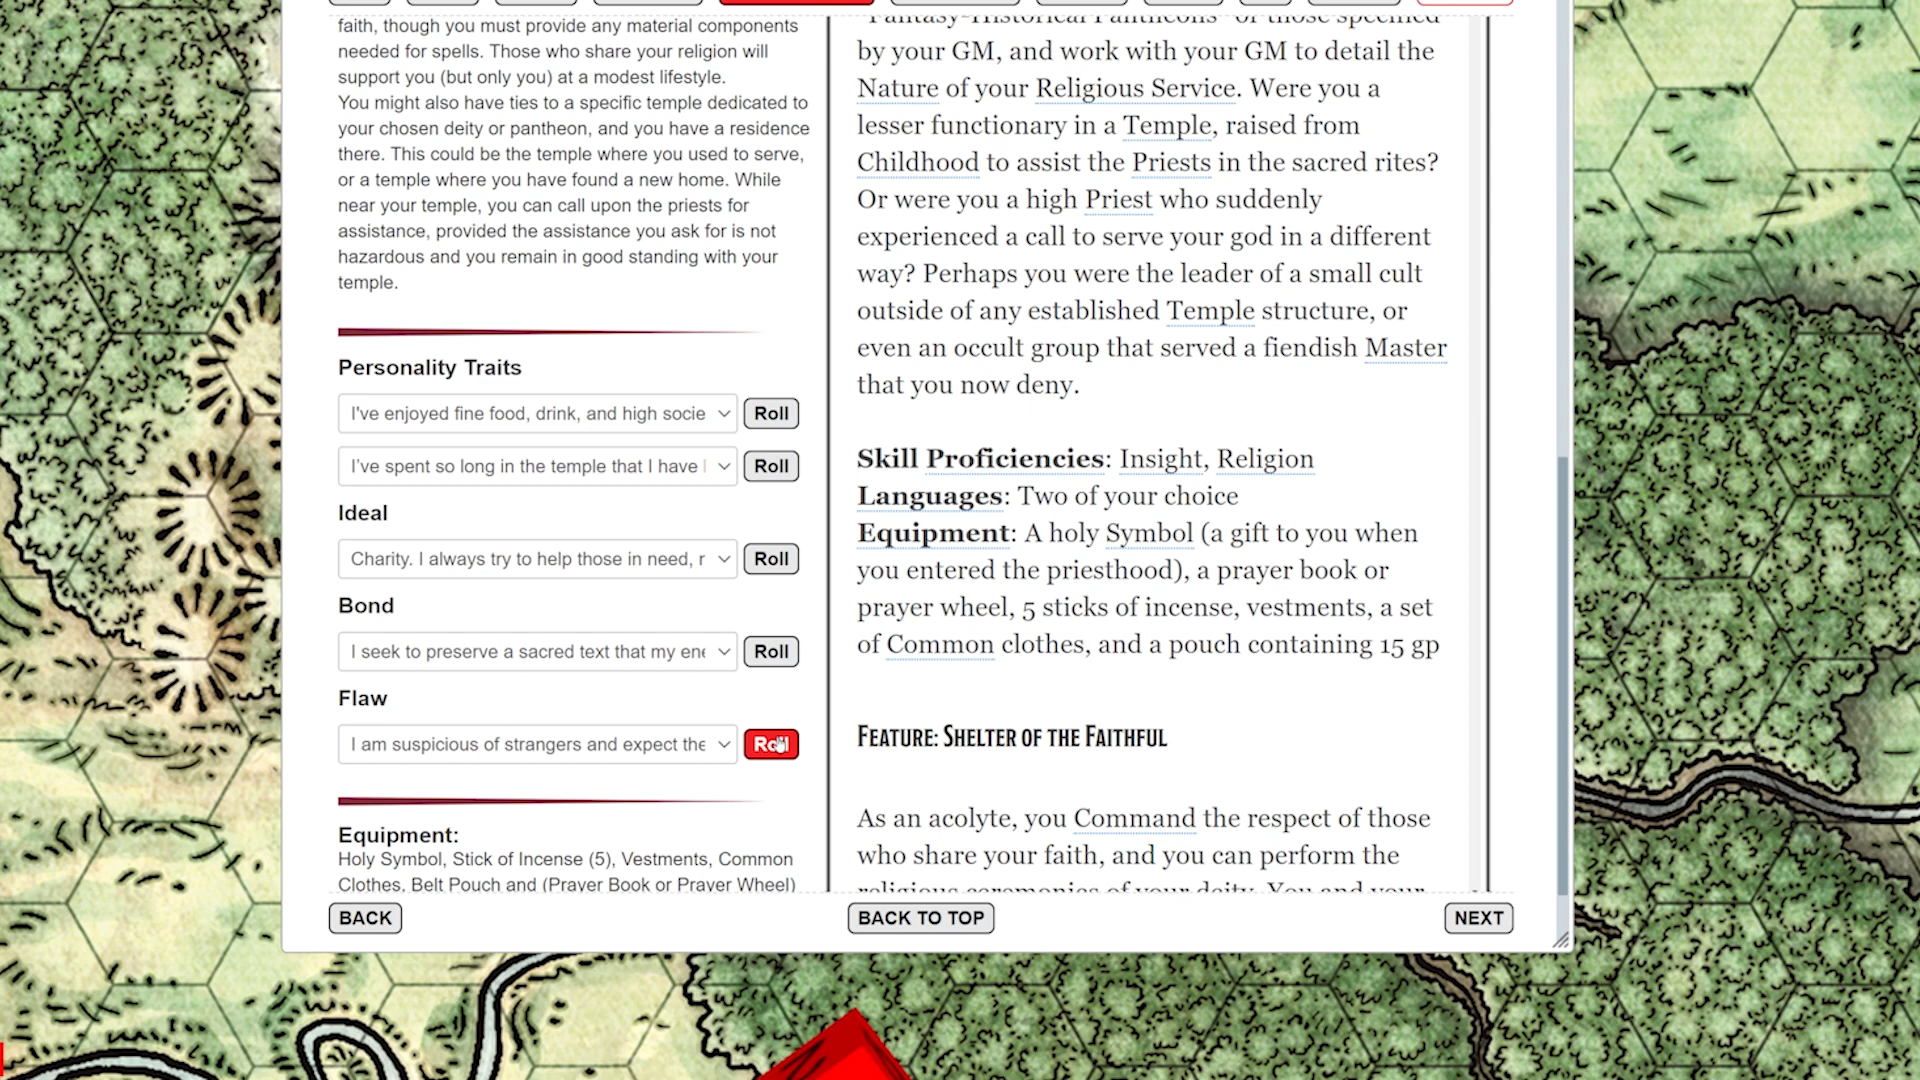 faith, though you must provide any material components
needed for spells. Those who share your religion will
support you (but only you) at a modest lifestyle.
You might also have ties to a specific temple dedicated to
your chosen deity or pantheon, and you have a residence
there. This could be the temple where you used to serve,
or a temple where you have found a new home. While
near your temple, you can call upon the priests for
assistance, provided the assistance you ask for is not
hazardous and you remain in good standing with your
temple.
Personality Traits
I've enjoyed fine food, drink, and high socie
Roll
I've spent so long in the temple that I have
Roll
Ideal
Charity. I always try to help those in need, r
Roll
Bond
I seek to preserve a sacred text that my ene
Roll
Flaw
I am suspicious of strangers and expect the
Roll
Equipment:
Holy Symbol, Stick of Incense (5), Vestments, Common
Clothes, Belt Pouch and (Prayer Book or Prayer Wheel)
"Fantasy-Historical Pantheons" or those specified
by your GM, and work with your GM to detail the
Nature of your Religious Service. Were you a
lesser functionary in a Temple, raised from
Childhood to assist the Priests in the sacred rites?
Or were you a high Priest who suddenly
experienced a call to serve your god in a different
way? Perhaps you were the leader of a small cult
outside of any established Temple structure, or
even an occult group that served a fiendish Master
that you now deny.
Skill Proficiencies: Insight, Religion
Languages: Two of your choice
Equipment: A holy Symbol (a gift to you when
you entered the priesthood), a prayer book or
prayer wheel, 5 sticks of incense, vestments, a set
of Common clothes, and a pouch containing 15 gp
FEATURE: SHELTER OF THE FAITHFUL
As an acolyte, you Command the respect of those
who share your faith, and you can perform the
religious ceremonies of your deity. You and your
BACK
BACK TO TOP
NEXT